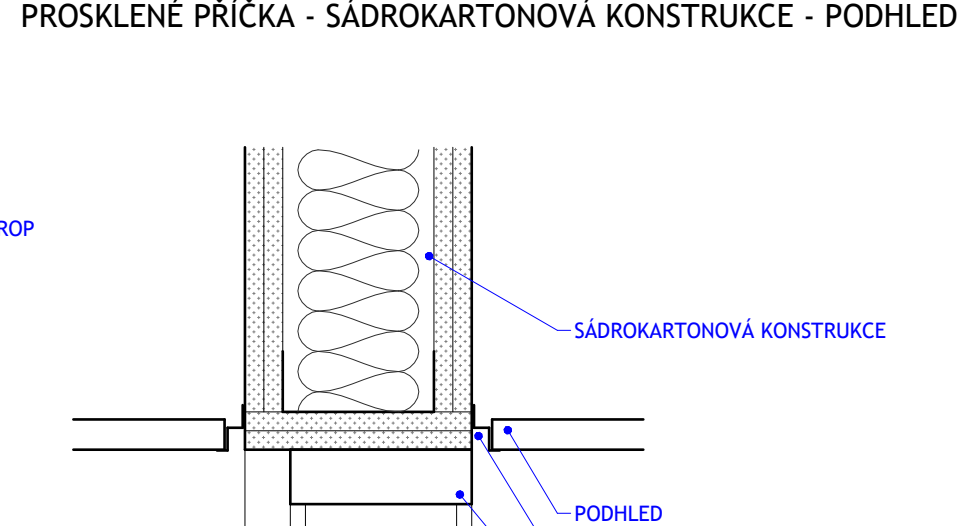 PROSKLENÉ PŘÍČKA - SÁDROKARTONOVÁ KONSTRUKCE - PODHLED
ROP
SÁDROKARTONOVÁ KONSTRUKCE
PODHLED